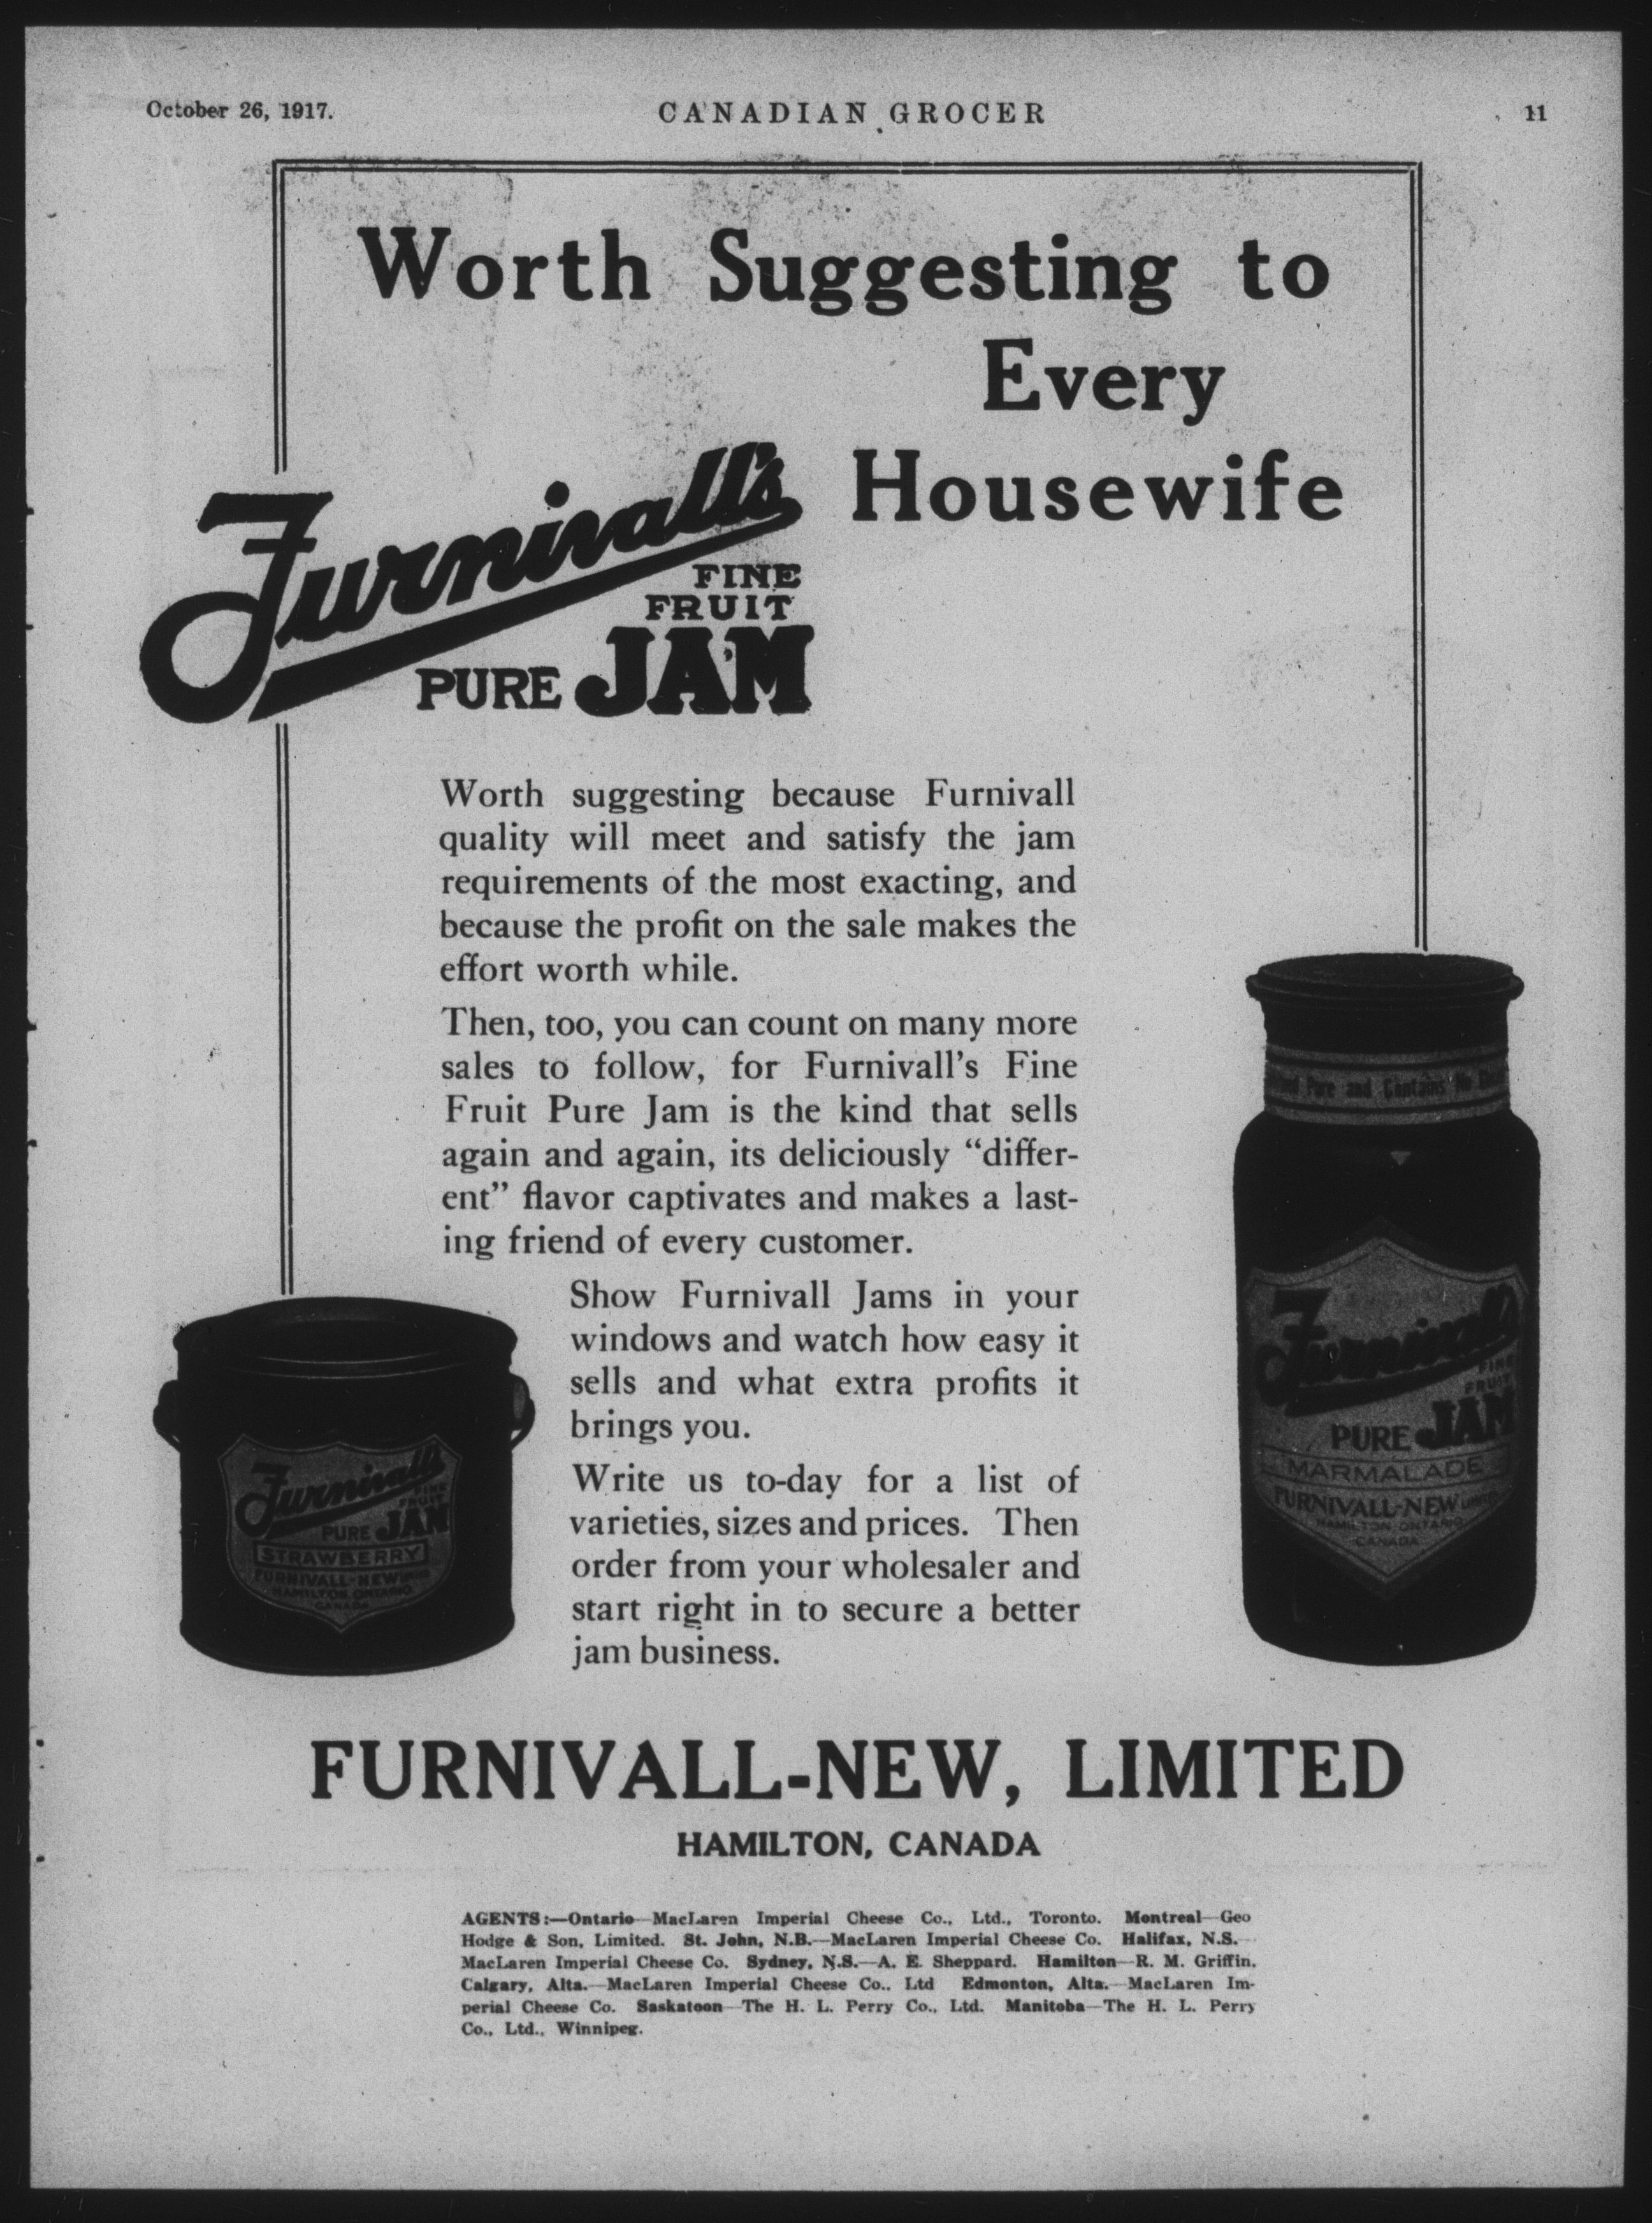 October 26, 1917.
CANADIAN GROCER
11
Worth Suggesting to
Every
Housewife
Furnivall's
FINE
FRUIT
PURE JAM
Worth suggesting because Furnivall
quality will meet and satisfy the jam
requirements of the most exacting, and
because the profit on the sale makes the
effort worth while.
Then, too, you can count on many more
sales to follow, for Furnivall's Fine
Fruit Pure Jam is the kind that sells
again and again, its deliciously “differ-
ent” flavor captivates and makes a last-
ing friend of every customer.
Show Furnivall Jams in your
windows and watch how easy it
sells and what extra profits it
brings you.
Write us to-day for a list of
varieties, sizes and prices. Then
order from your wholesaler and
start right in to secure a better
jam business.
Furnivall's
FINE
FRUIT
PURE JAM
STRAWBERRY
FURNIVALL-NEW
HAMILTON ONTARIO
CANADA
Pure and Contains No
Furnivall's
FINE
FRUIT
PURE JAM
MARMALADE
FURNIVALL-NEW
HAMILTON ONTARIO
CANADA
FURNIVALL-NEW, LIMITED
HAMILTON, CANADA
AGENTS:—Ontario—MacLaren Imperial Cheese Co., Ltd., Toronto. Montreal—Geo
Hodge & Son, Limited. St. John, N.B.—MacLaren Imperial Cheese Co. Halifax, N.S.—
MacLaren Imperial Cheese Co. Sydney, N.S.—A. E. Sheppard. Hamilton—R. M. Griffin.
Calgary, Alta.—MacLaren Imperial Cheese Co., Ltd Edmonton, Alta.—MacLaren Im-
perial Cheese Co. Saskatoon—The H. L. Perry Co., Ltd. Manitoba—The H. L. Perry
Co., Ltd., Winnipeg.